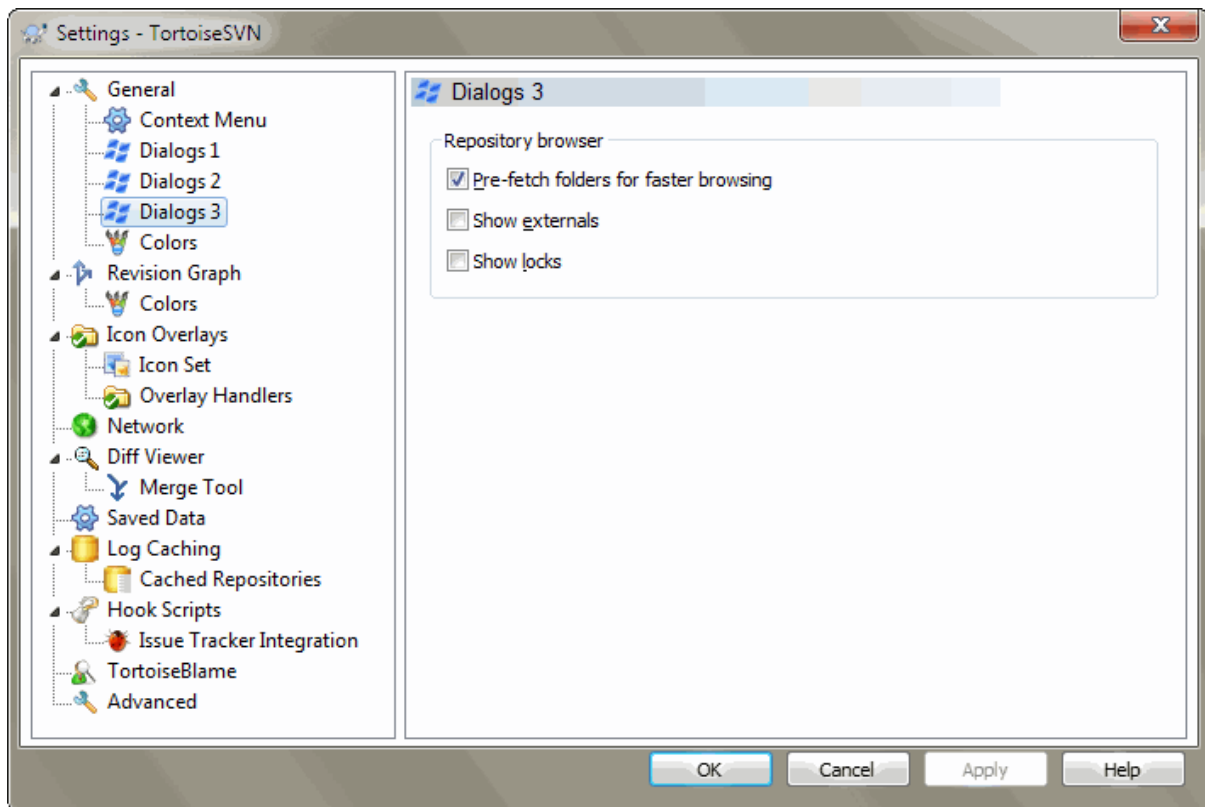 Settings - TortoiseSVN
General
Context Menu
Dialogs 1
Dialogs 2
Dialogs 3
Colors
Revision Graph
Colors
Icon Overlays
Icon Set
Overlay Handlers
Network
Diff Viewer
Merge Tool
Saved Data
Log Caching
Cached Repositories
Hook Scripts
Issue Tracker Integration
TortoiseBlame
Advanced
Dialogs 3
Repository browser
Pre-fetch folders for faster browsing
Show externals
Show locks
OK
Cancel
Apply
Help